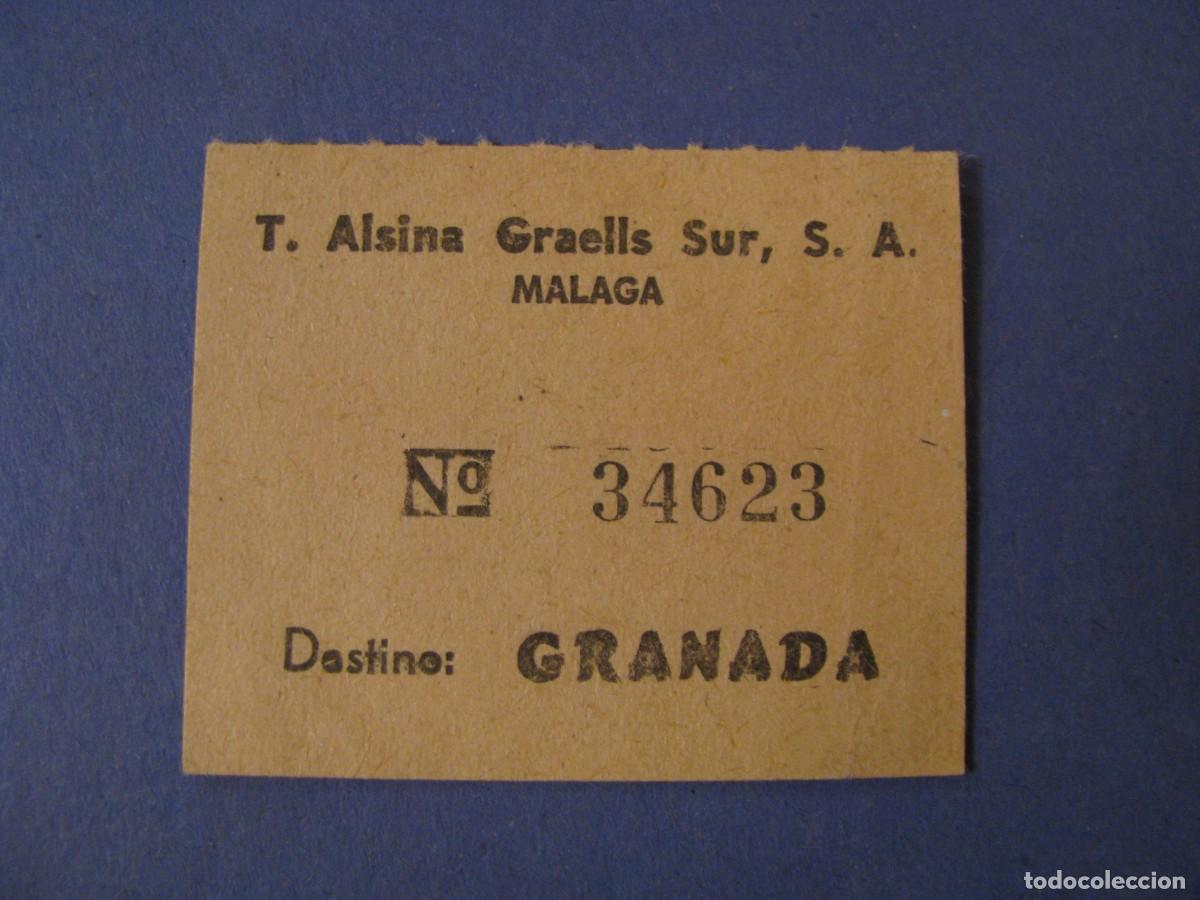 T. Alsina Graells Sur, S. A.
MALAGA
Nº 34623
Destino: GRANADA
todocoleccion